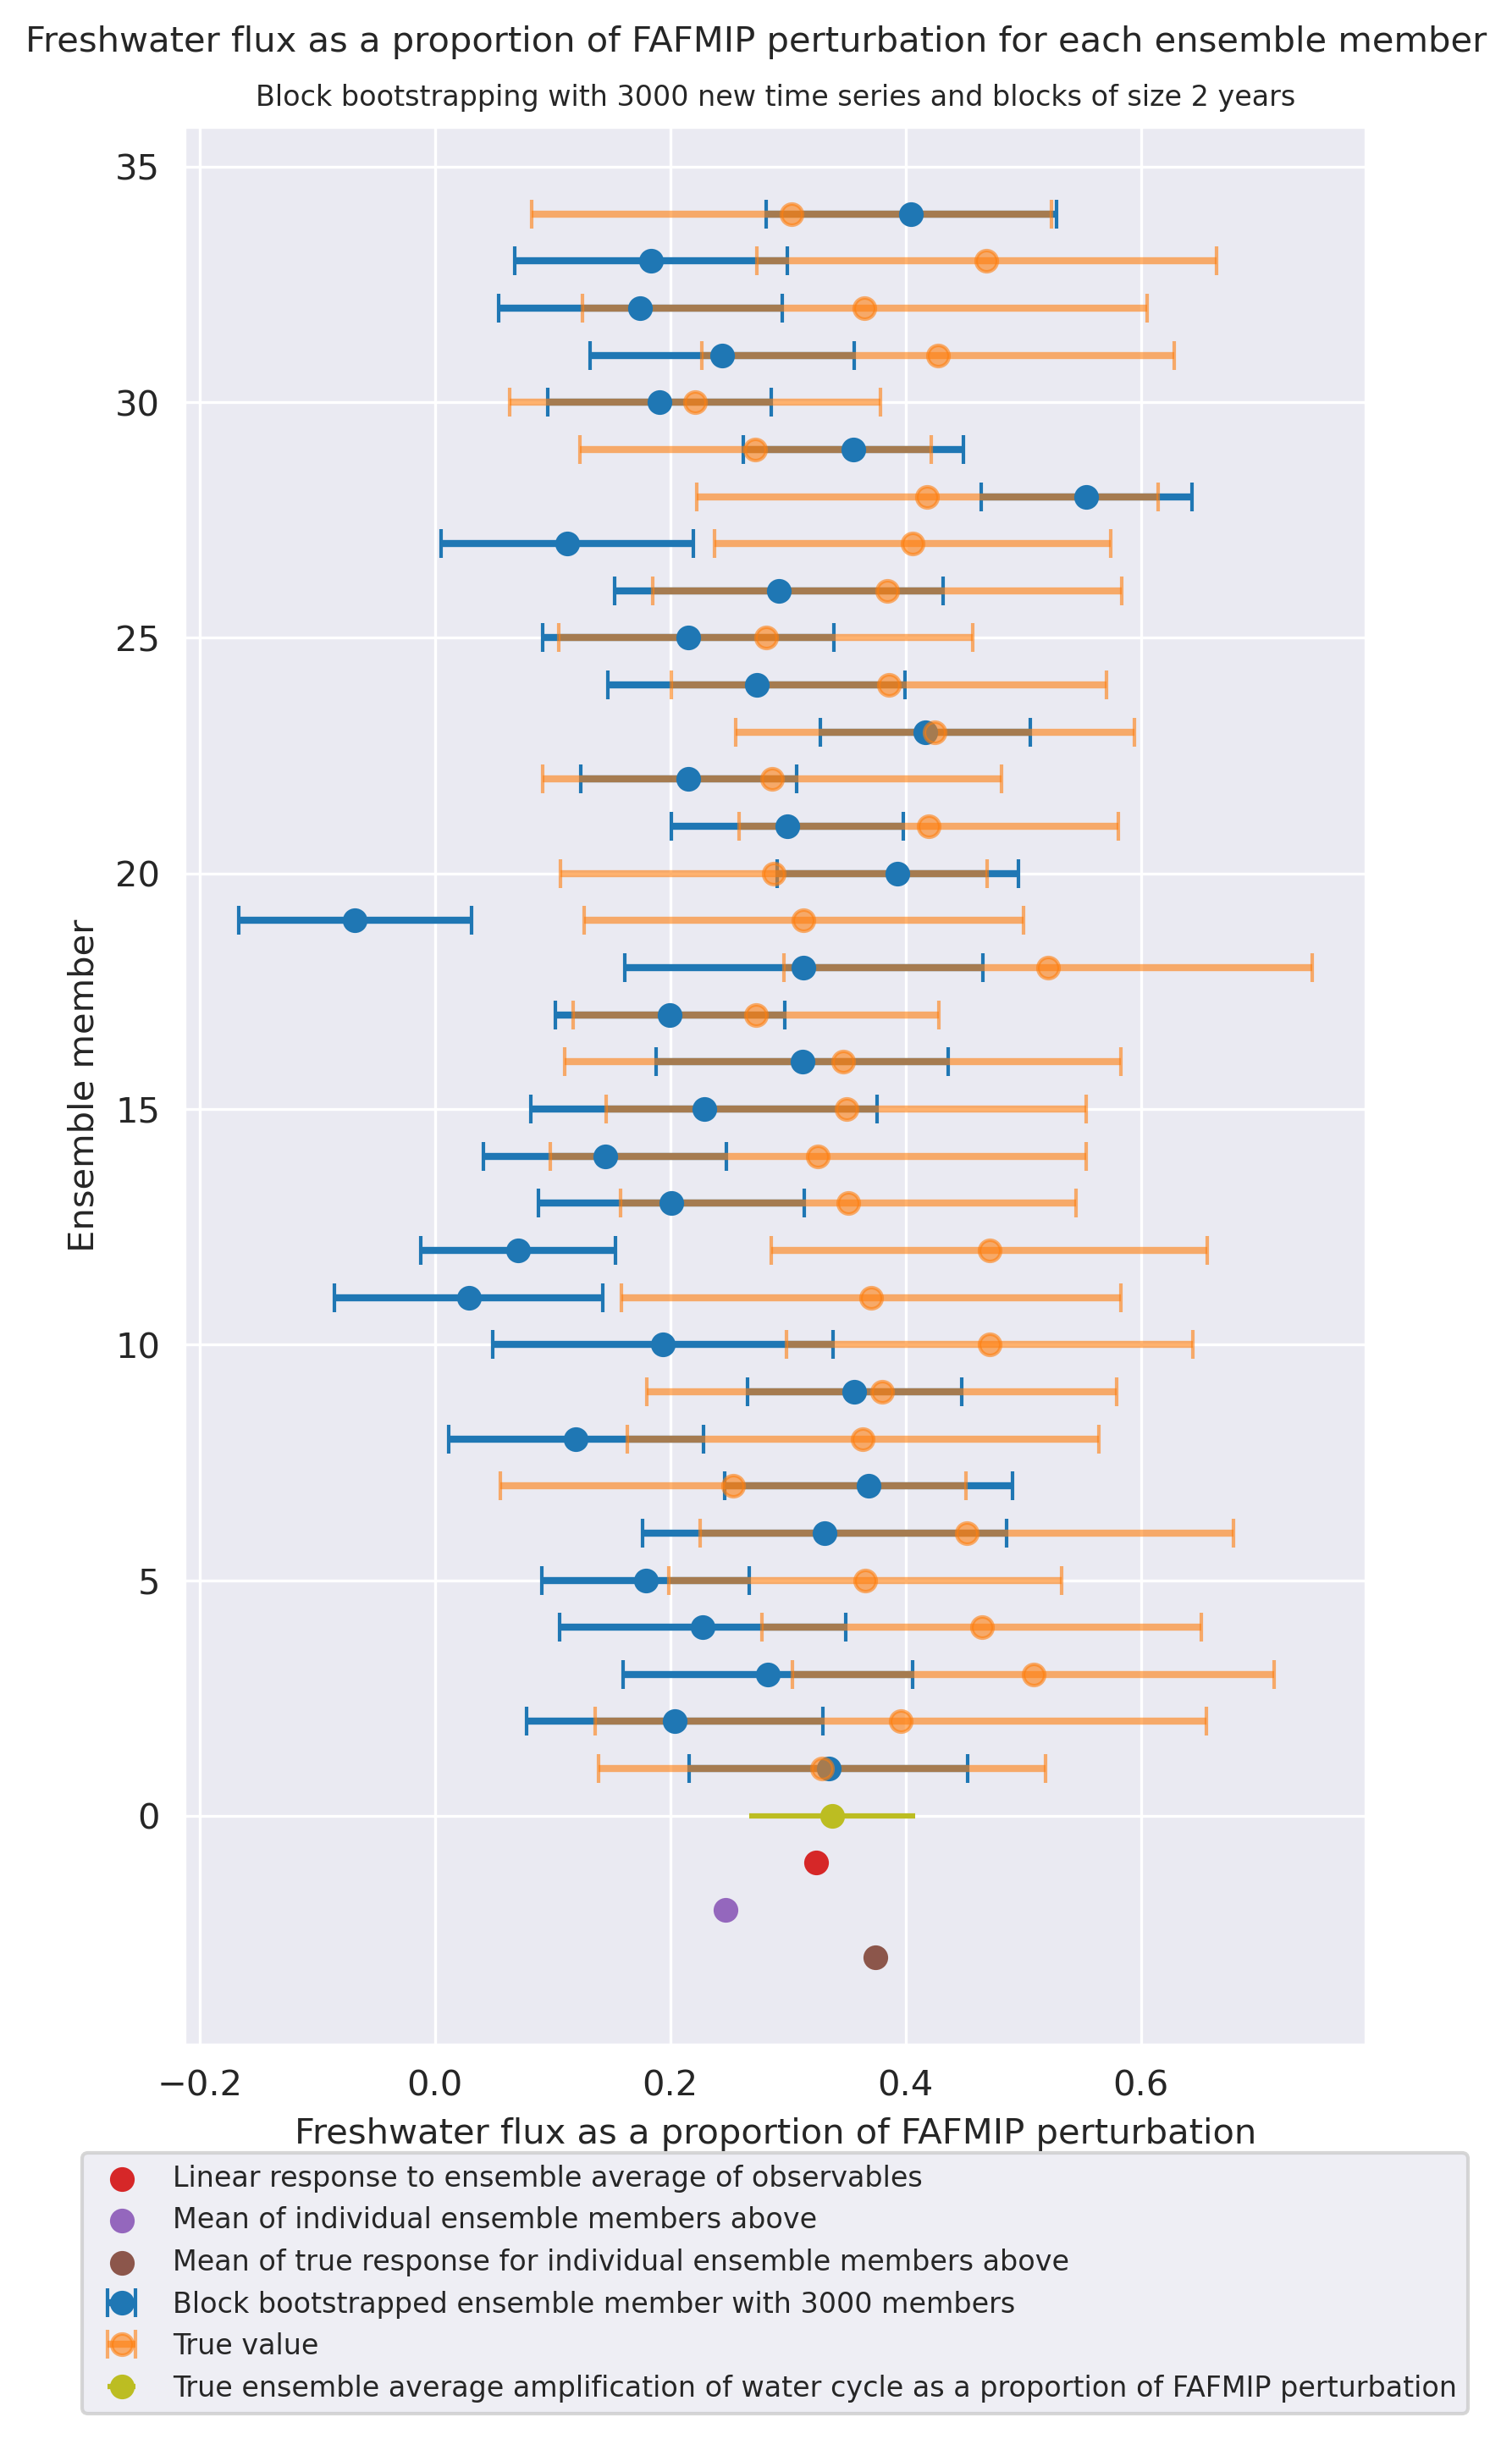 Freshwater flux as a proportion of FAFMIP perturbation for each ensemble member
Block bootstrapping with 3000 new time series and blocks of size 2 years
35
30
25
20
15
10
5
0
Ensemble member
−0.2 0.0 0.2 0.4 0.6
Freshwater flux as a proportion of FAFMIP perturbation
Linear response to ensemble average of observables
Mean of individual ensemble members above
Mean of true response for individual ensemble members above
Block bootstrapped ensemble member with 3000 members
True value
True ensemble average amplification of water cycle as a proportion of FAFMIP perturbation